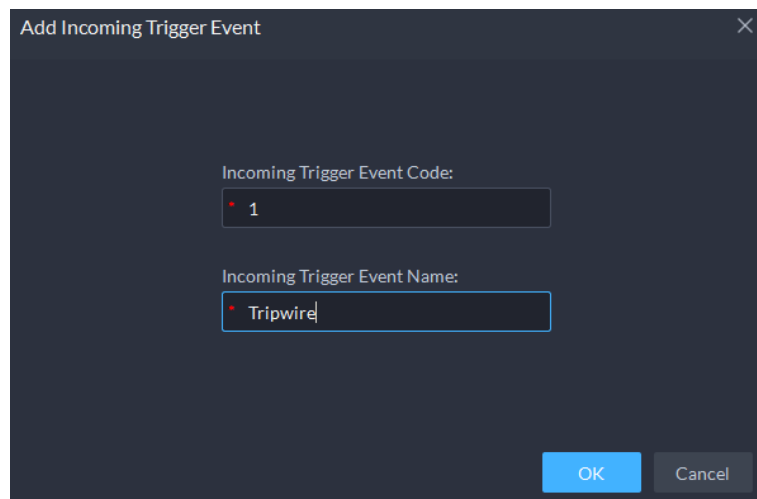 Add Incoming Trigger Event
Incoming Trigger Event Code:
* 1
Incoming Trigger Event Name:
* Tripwire
OK Cancel